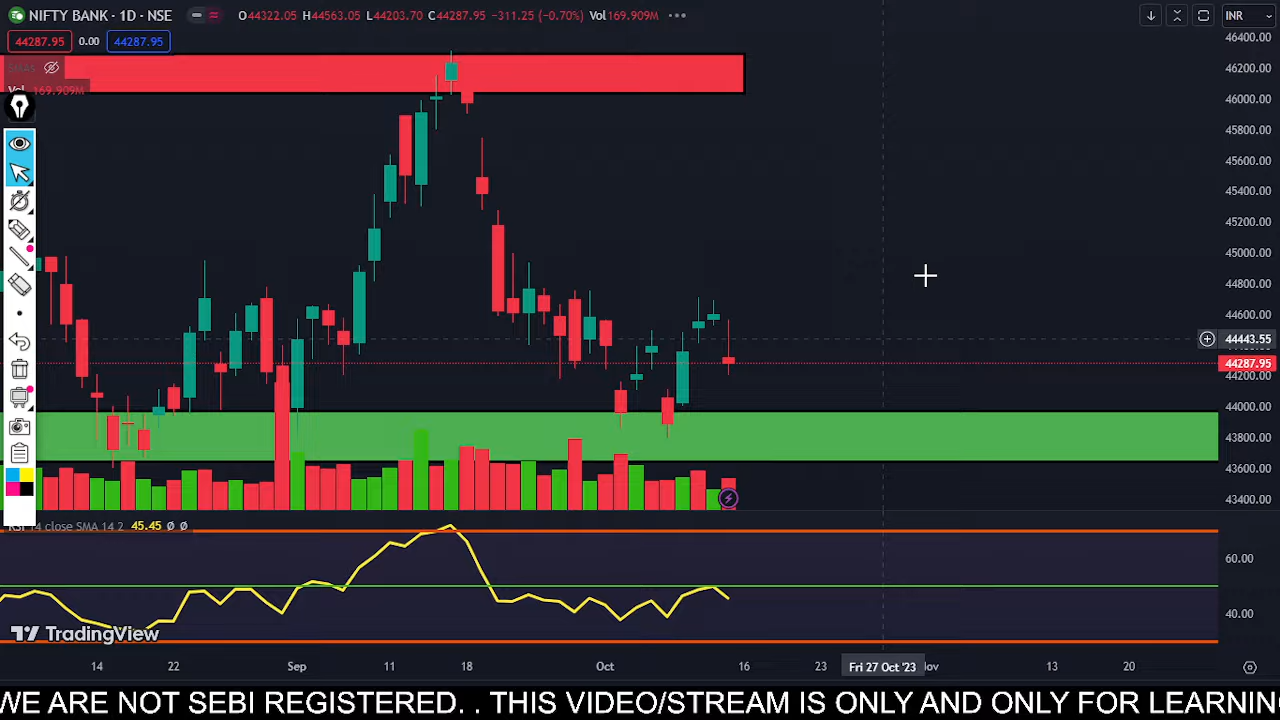 NIFTY BANK · 1D · NSE O44322.05 H44563.05 L44203.70 C44287.95 -311.25 (-0.70%) Vol169.909M INR
44287.95 0.00 44287.95
SMAs
Vol 169.909M
46400.00
46200.00
46000.00
45800.00
45600.00
45400.00
45200.00
45000.00
44800.00
44600.00
44443.55
44287.95
44200.00
44000.00
43800.00
43600.00
43400.00
RSI 14 close SMA 14 2 45.45 Ø Ø
60.00
40.00
TradingView
14 22 Sep 11 18 Oct 16 23 Fri 27 Oct '23 13 20
WE ARE NOT SEBI REGISTERED. . THIS VIDEO/STREAM IS ONLY AND ONLY FOR LEARNIN